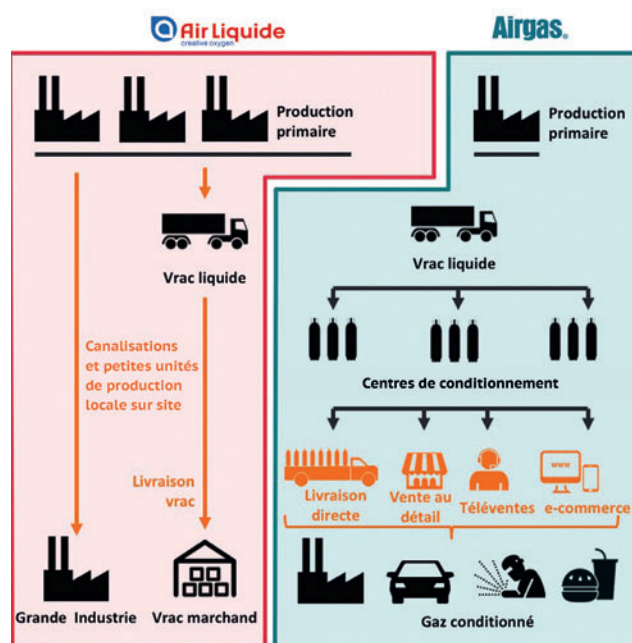 Air Liquide
creative oxygen
Airgas®
Production
primaire
Production
primaire
Vrac liquide
Vrac liquide
Canalisations
et petites unités
de production
locale sur site
Centres de conditionnement
Livraison
vrac
www
Livraison
directe
Vente au
détail
Téléventes
e-commerce
Grande Industrie
Vrac marchand
Gaz conditionné